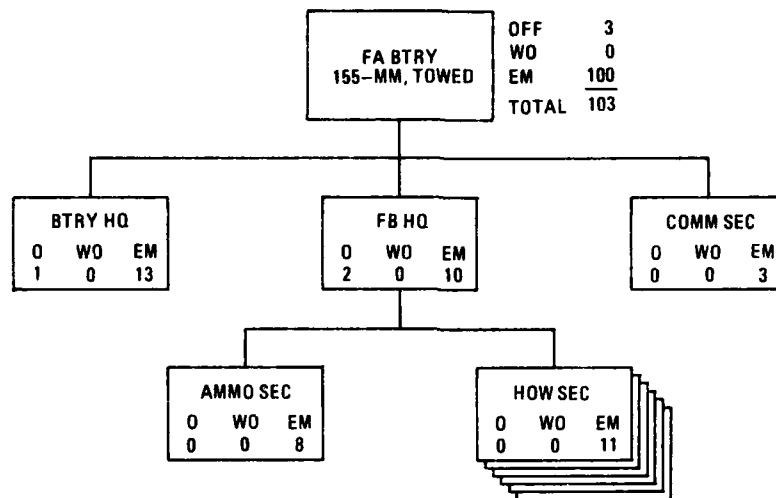 FA BTRY
155-MM, TOWED
OFF 3
WO 0
EM 100
TOTAL 103
BTRY HQ
O WO EM
1 0 13
FB HQ
O WO EM
2 0 10
COMM SEC
O WO EM
0 0 3
AMMO SEC
O WO EM
0 0 8
HOW SEC
O WO EM
0 0 11